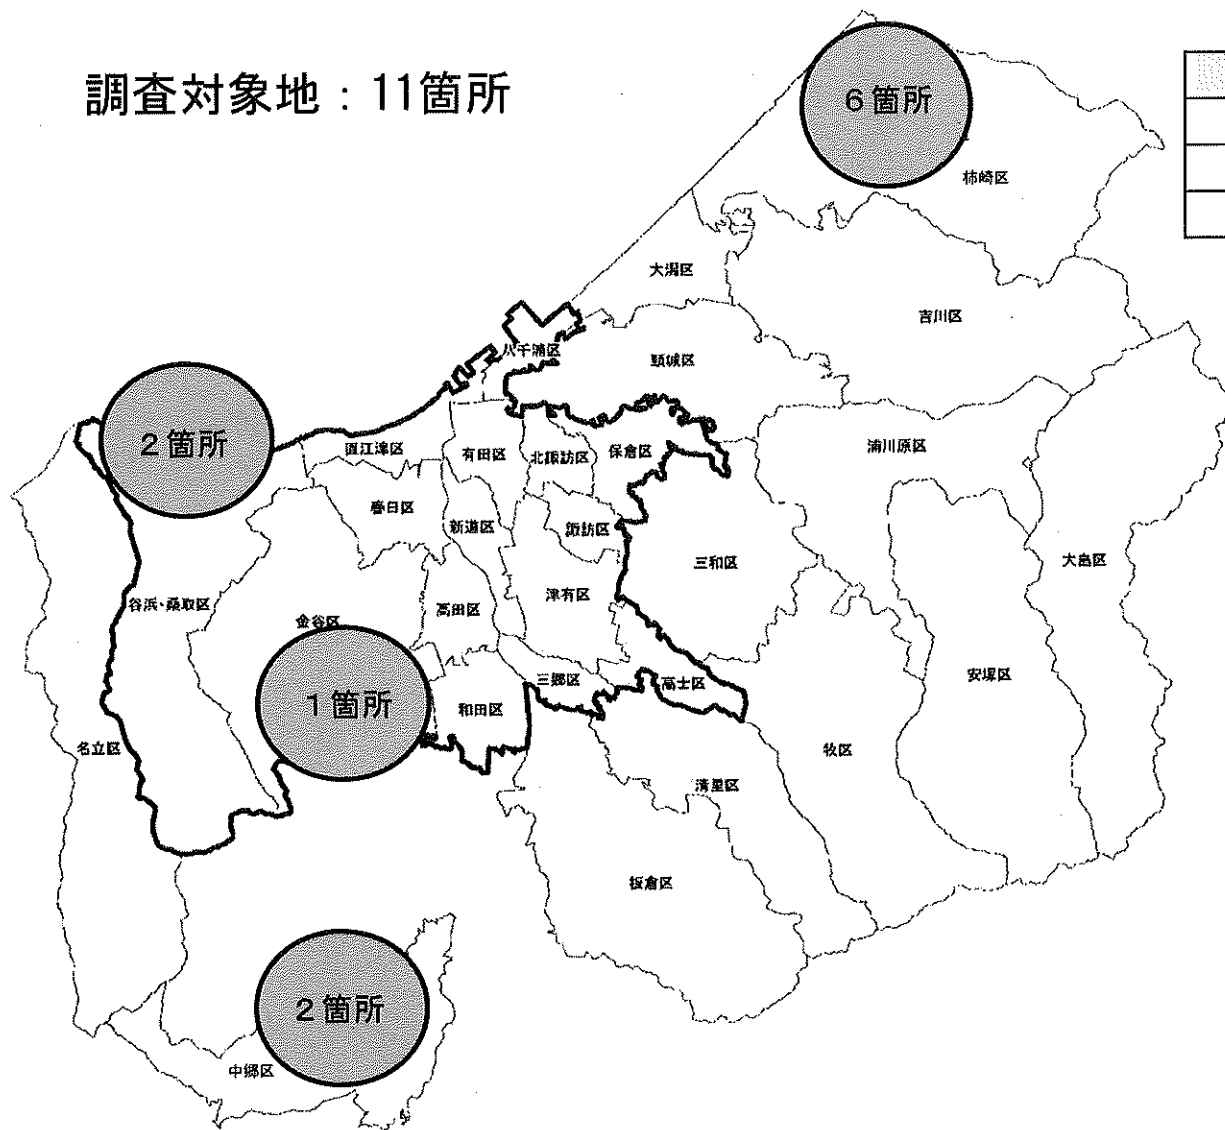 調査対象地：11箇所
6箇所
柿崎区
大潟区
吉川区
八千浦区
頸城区
2箇所
直江津区
有田区
北諏訪区
保倉区
浦川原区
春日区
新道区
諏訪区
三和区
大島区
谷浜・桑取区
金谷区
高田区
津有区
1箇所
和田区
三郷区
高士区
安塚区
名立区
牧区
清里区
板倉区
2箇所
中郷区